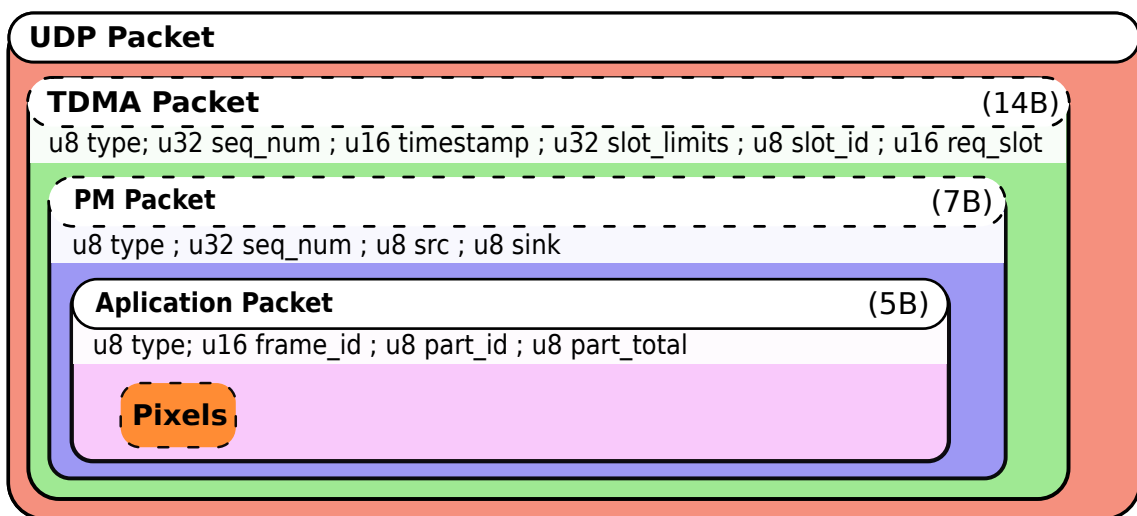 UDP Packet
TDMA Packet (14B)
u8 type; u32 seq_num ; u16 timestamp ; u32 slot_limits ; u8 slot_id ; u16 req_slot
PM Packet (7B)
u8 type ; u32 seq_num ; u8 src ; u8 sink
Aplication Packet (5B)
u8 type; u16 frame_id ; u8 part_id ; u8 part_total
Pixels